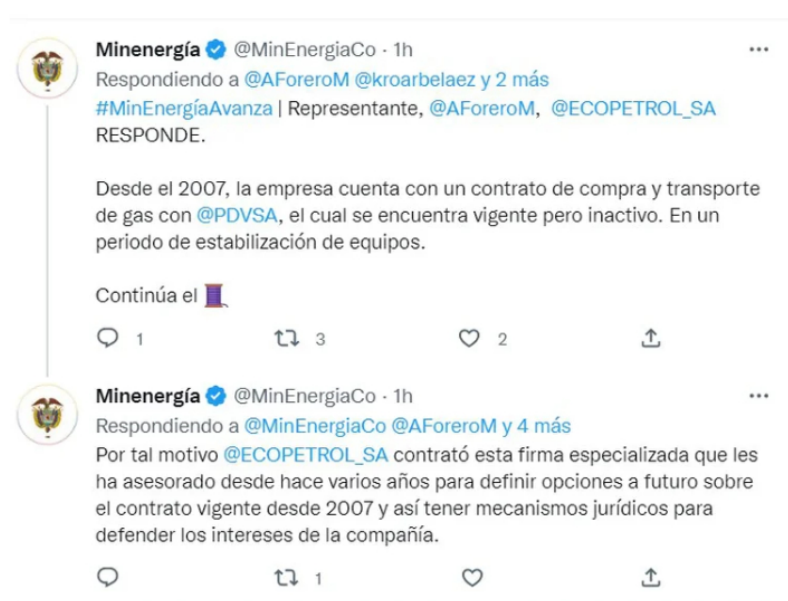 Minenergía @MinEnergiaCo · 1h
Respondiendo a @AForeroM @kroarbelaez y 2 más
#MinEnergíaAvanza | Representante, @AForeroM, @ECOPETROL_SA
RESPONDE.
Desde el 2007, la empresa cuenta con un contrato de compra y transporte
de gas con @PDVSA, el cual se encuentra vigente pero inactivo. En un
periodo de estabilización de equipos.
Continúa el 🧵
1 3 2
Minenergía @MinEnergiaCo · 1h
Respondiendo a @MinEnergiaCo @AForeroM y 4 más
Por tal motivo @ECOPETROL_SA contrató esta firma especializada que les
ha asesorado desde hace varios años para definir opciones a futuro sobre
el contrato vigente desde 2007 y así tener mecanismos jurídicos para
defender los intereses de la compañía.
1